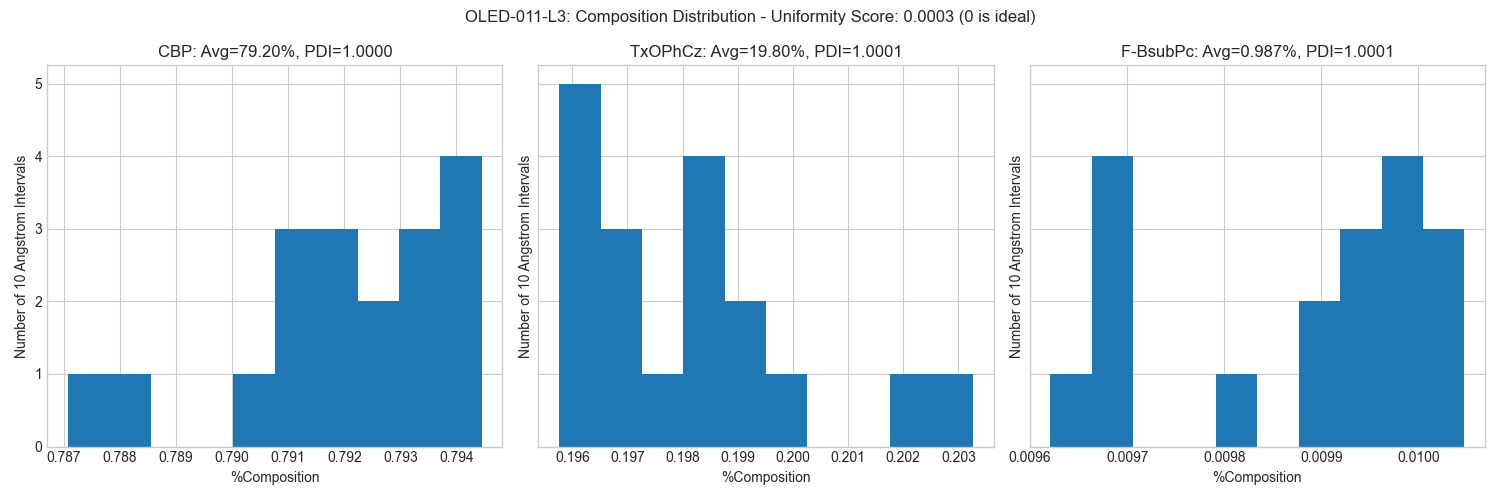 OLED-011-L3: Composition Distribution - Uniformity Score: 0.0003 (0 is ideal)
CBP: Avg=79.20%, PDI=1.0000
TxOPhCz: Avg=19.80%, PDI=1.0001
F-BsubPc: Avg=0.987%, PDI=1.0001
Number of 10 Angstrom Intervals
5
4
3
2
1
0
0.787 0.788 0.789 0.790 0.791 0.792 0.793 0.794
%Composition
Number of 10 Angstrom Intervals
0.196 0.197 0.198 0.199 0.200 0.201 0.202 0.203
%Composition
Number of 10 Angstrom Intervals
0.0096 0.0097 0.0098 0.0099 0.0100
%Composition